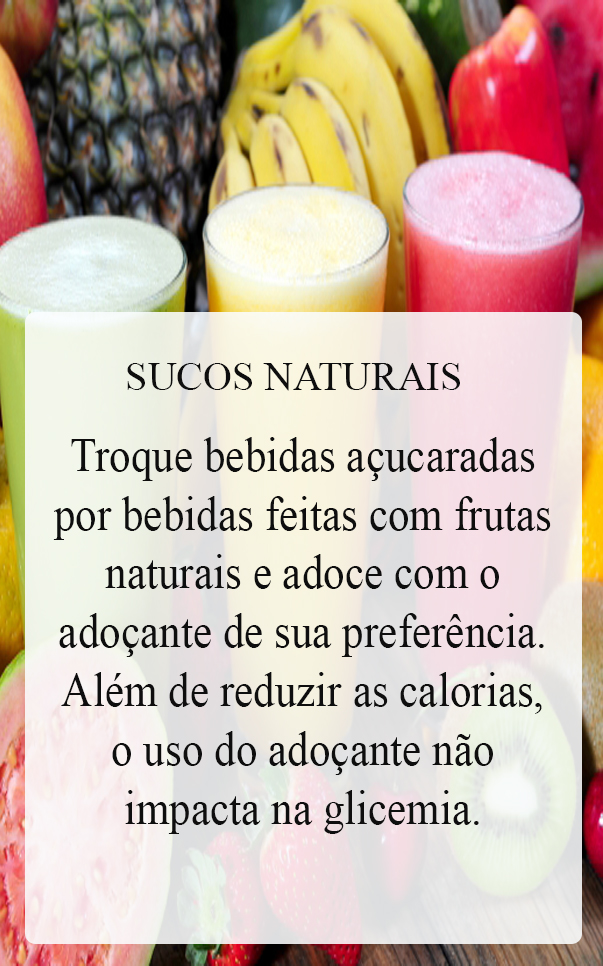 SUCOS NATURAIS
Troque bebidas açucaradas
por bebidas feitas com frutas
naturais e adoce com o
adoçante de sua preferência.
Além de reduzir as calorias,
o uso do adoçante não
impacta na glicemia.